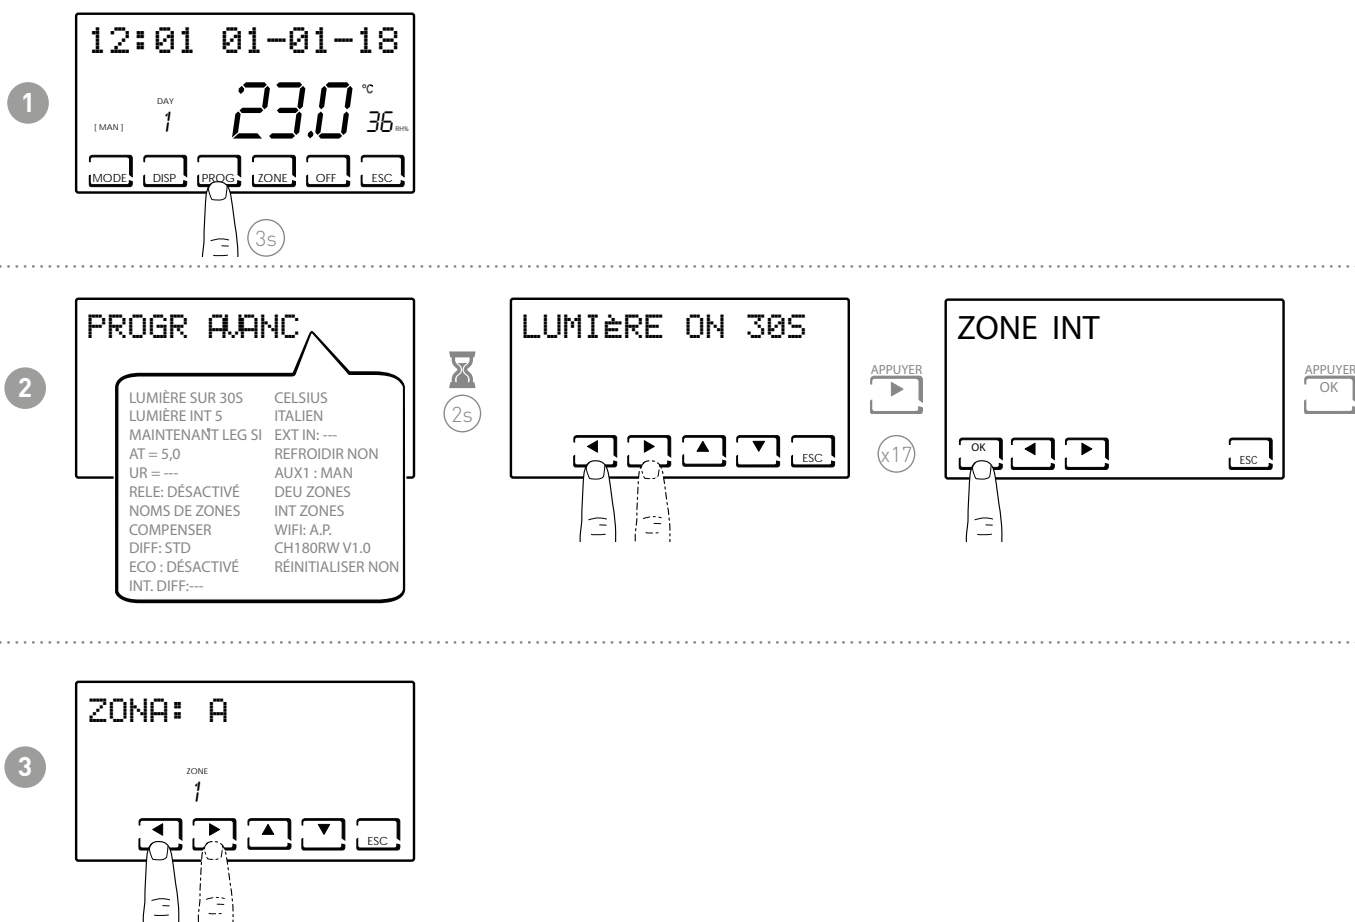 12:01 01-01-18
1
DAY
1
[ MAN ]
23.0
°C
36
RH%
MODE DISP PROG ZONE OFF ESC
3s
2
PROGR AVANC
LUMIÈRE SUR 30S CELSIUS
LUMIÈRE INT 5 ITALIEN
MAINTENANT LEG SI EXT IN: ---
AT = 5,0 REFROIDIR NON
UR = --- AUX1 : MAN
RELE: DÉSACTIVÉ DEU ZONES
NOMS DE ZONES INT ZONES
COMPENSER WIFI: A.P.
DIFF: STD CH180RW V1.0
ECO : DÉSACTIVÉ RÉINITIALISER NON
INT. DIFF:---
2s
LUMIÈRE ON 30S
ESC
APPUYER
x17
ZONE INT
OK ESC
APPUYER
OK
3
ZONA: A
ZONE
1
ESC